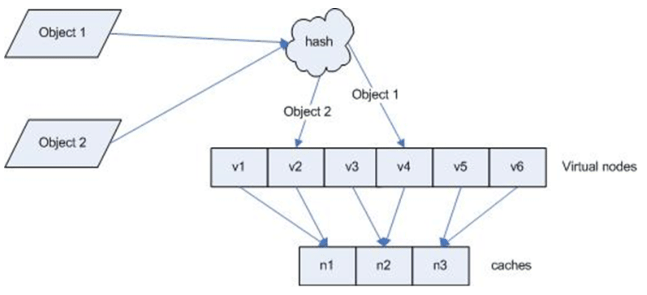 Object 1
hash
Object 1
Object 2
Object 2
v1 v2 v3 v4 v5 v6 Virtual nodes
n1 n2 n3 caches